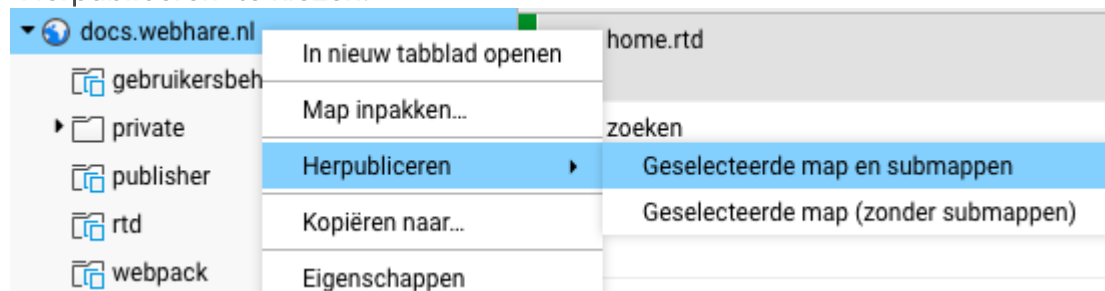 docs.webhare.nl
In nieuw tabblad openen
home.rtd
gebruikersbeh
Map inpakken...
private
zoeken
Herpubliceren
Geselecteerde map en submappen
publisher
Geselecteerde map (zonder submappen)
rtd
Kopiëren naar...
webpack
Eigenschappen